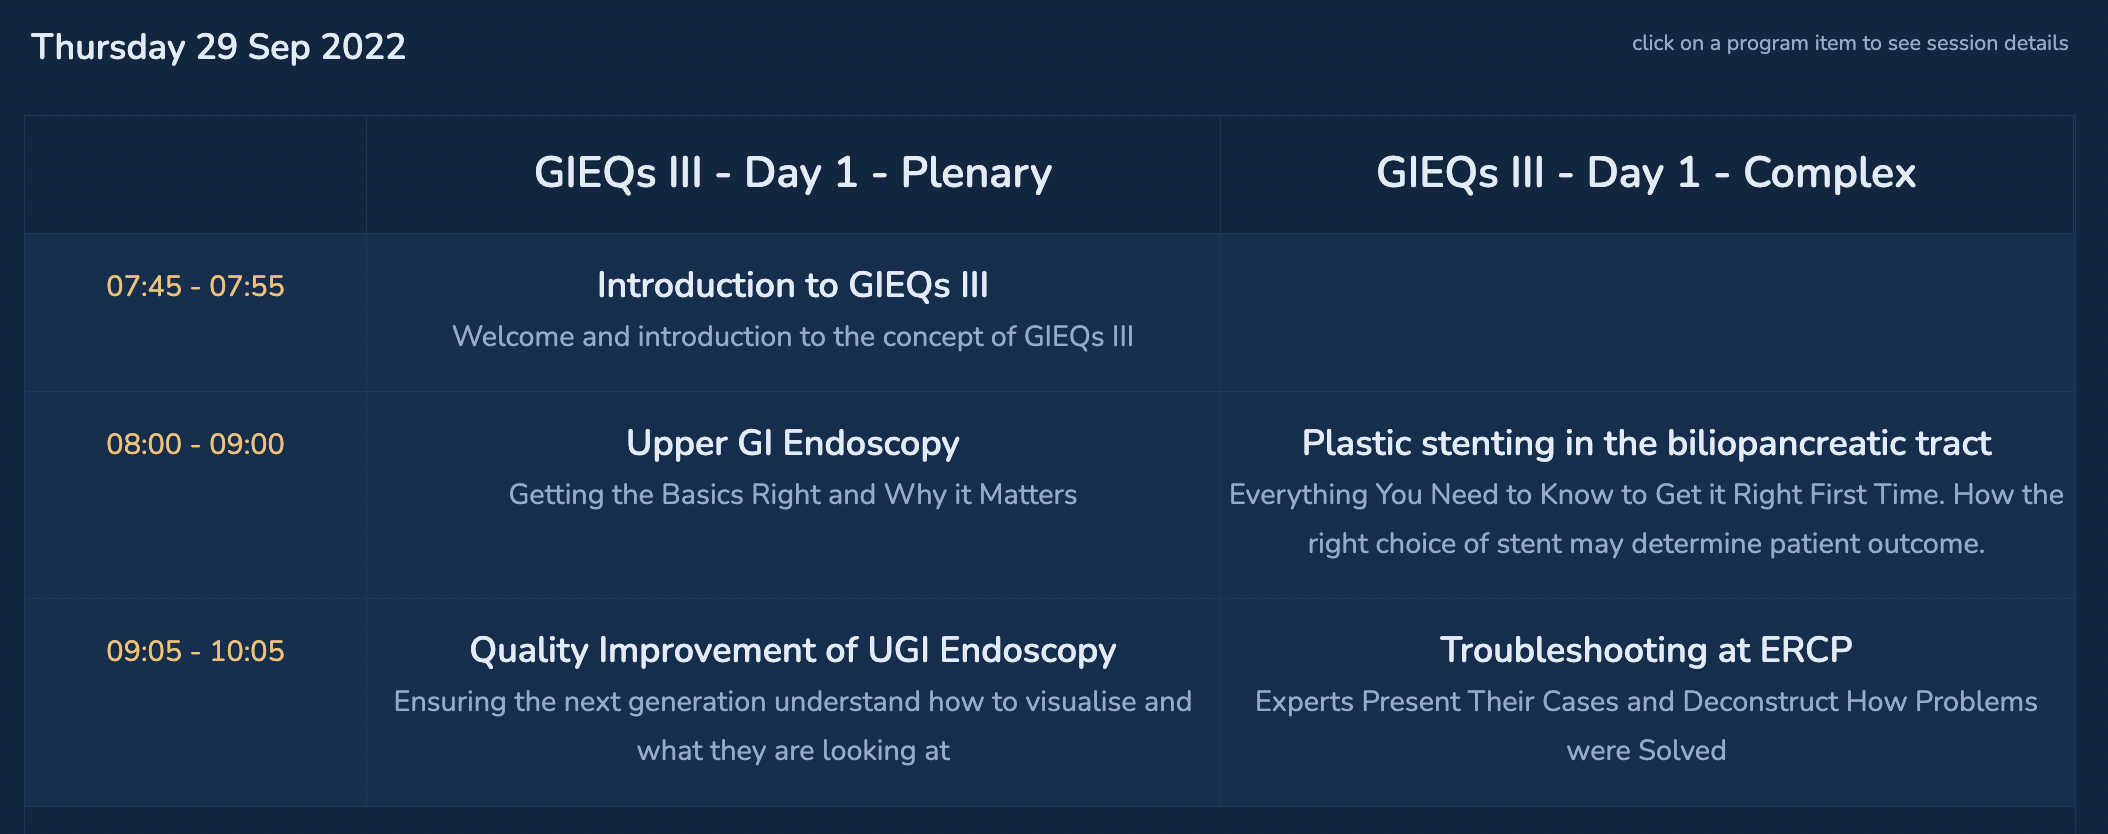 Thursday 29 Sep 2022
click on a program item to see session details
GIEQs III - Day 1 - Plenary
GIEQs III - Day 1 - Complex
07:45 - 07:55
Introduction to GIEQs III
Welcome and introduction to the concept of GIEQs III
08:00 - 09:00
Upper GI Endoscopy
Getting the Basics Right and Why it Matters
Plastic stenting in the biliopancreatic tract
Everything You Need to Know to Get it Right First Time. How the
right choice of stent may determine patient outcome.
09:05 - 10:05
Quality Improvement of UGI Endoscopy
Ensuring the next generation understand how to visualise and
what they are looking at
Troubleshooting at ERCP
Experts Present Their Cases and Deconstruct How Problems
were Solved